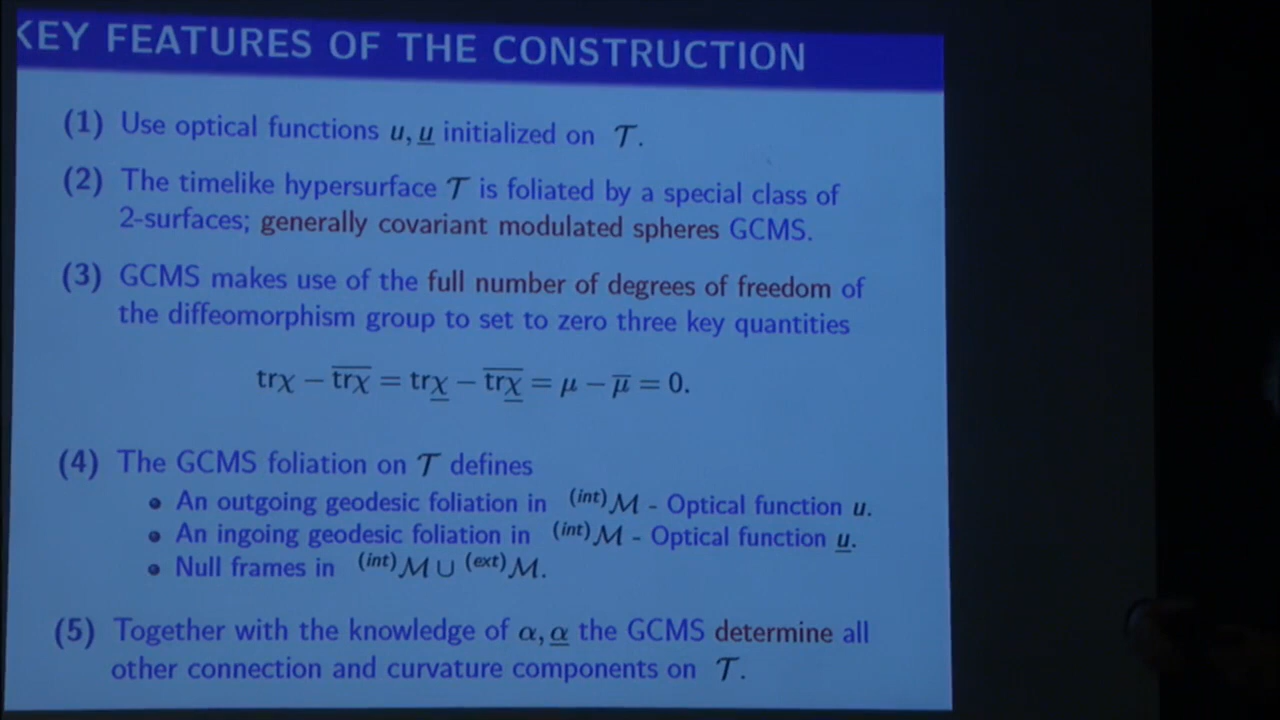 KEY FEATURES OF THE CONSTRUCTION
(1) Use optical functions u, u̲ initialized on 𝒯.
(2) The timelike hypersurface 𝒯 is foliated by a special class of
2-surfaces; generally covariant modulated spheres GCMS.
(3) GCMS makes use of the full number of degrees of freedom of
the diffeomorphism group to set to zero three key quantities
trχ − \overline{trχ} = trχ̲ − \overline{trχ̲} = μ − \overline{μ} = 0.
(4) The GCMS foliation on 𝒯 defines
• An outgoing geodesic foliation in ⁽ⁱⁿᵗ⁾ℳ - Optical function u.
• An ingoing geodesic foliation in ⁽ⁱⁿᵗ⁾ℳ - Optical function u̲.
• Null frames in ⁽ⁱⁿᵗ⁾ℳ ∪ ⁽ᵉˣᵗ⁾ℳ.
(5) Together with the knowledge of α, α̲ the GCMS determine all
other connection and curvature components on 𝒯.